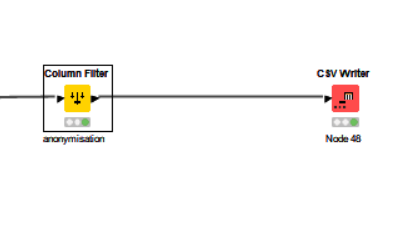 Column Filter
CSV Writer
anonymisation
Node 48